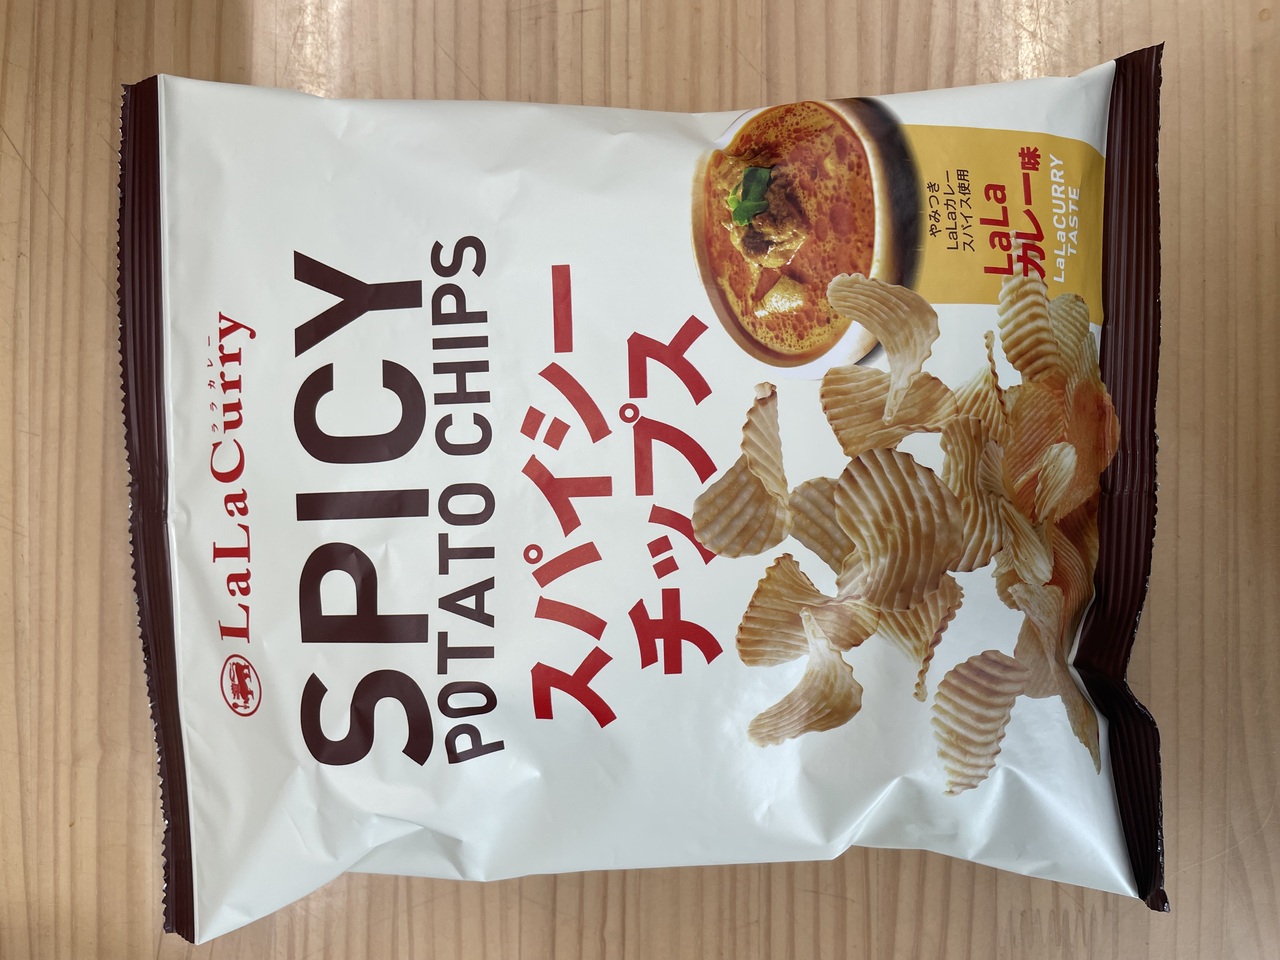 ララカレー
LaLaCurry
SPICY
POTATO CHIPS
スパイシー
チップス
やみつき
LaLaカレー
スパイス使用
LaLa
カレー味
LaLaCURRY
TASTE